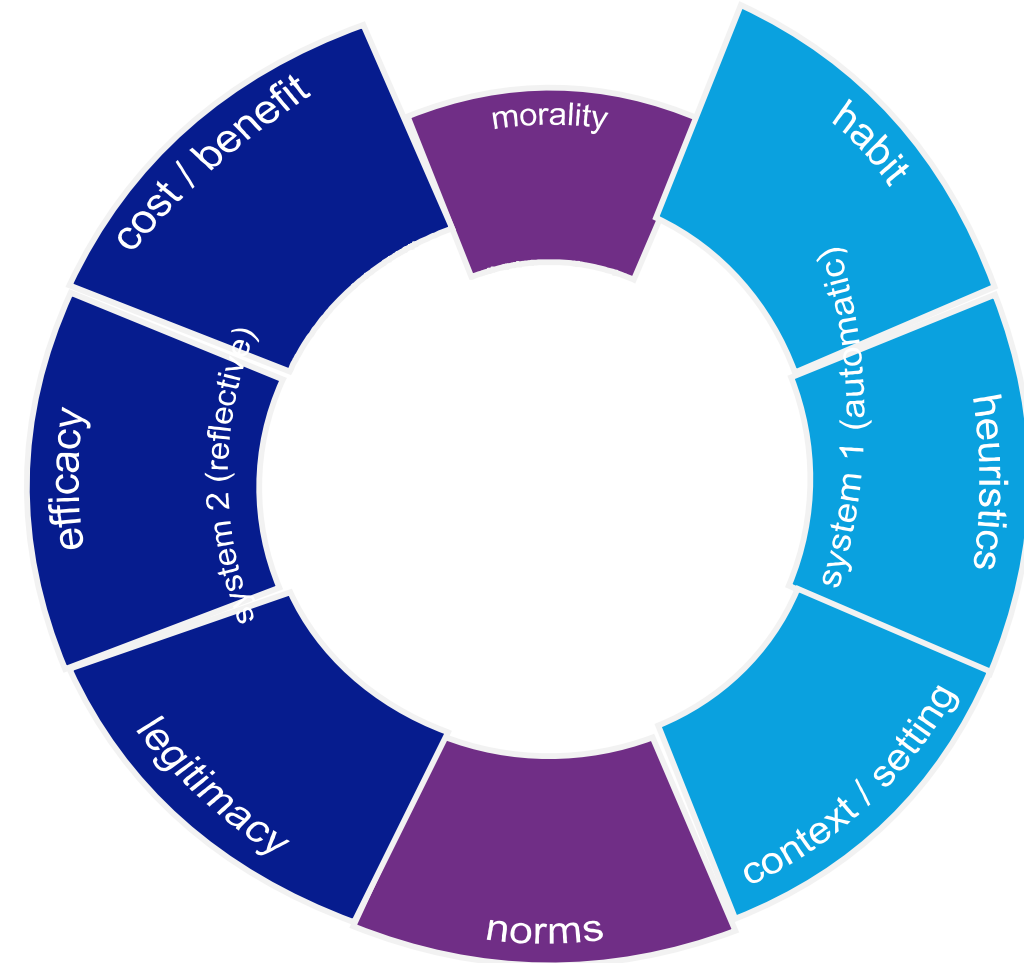 morality
cost / benefit
habit
system 2 (reflective)
system 1 (automatic)
efficacy
heuristics
legitimacy
context / setting
norms